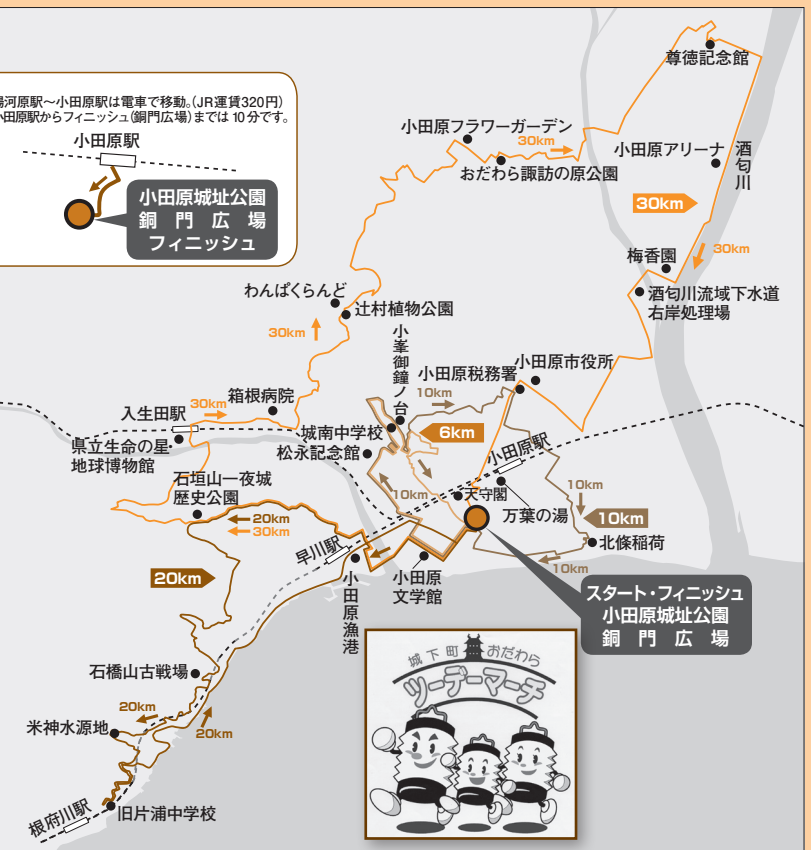 尊徳記念館
河原駅～小田原駅は電車で移動。(JR運賃320円)
小田原駅からフィニッシュ(銅門広場)までは10分です。
小田原駅
小田原城址公園
銅門広場
フィニッシュ
小田原フラワーガーデン
30km
おだわら諏訪の原公園
小田原アリーナ
酒匂川
30km
30km
梅香園
酒匂川流域下水道
右岸処理場
わんぱくらんど
辻村植物公園
30km
小峯御鐘ノ台
小田原税務署
小田原市役所
10km
箱根病院
30km
入生田駅
城南中学校
6km
県立生命の星
地球博物館
松永記念館
小田原駅
石垣山一夜城
歴史公園
10km
天守閣
万葉の湯
10km
10km
20km
30km
北條稲荷
早川駅
10km
20km
小田原漁港
小田原
文学館
スタート・フィニッシュ
小田原城址公園
銅門広場
城下町おだわら
ツーデーマーチ
石橋山古戦場
20km
米神水源地
20km
根府川駅
旧片浦中学校